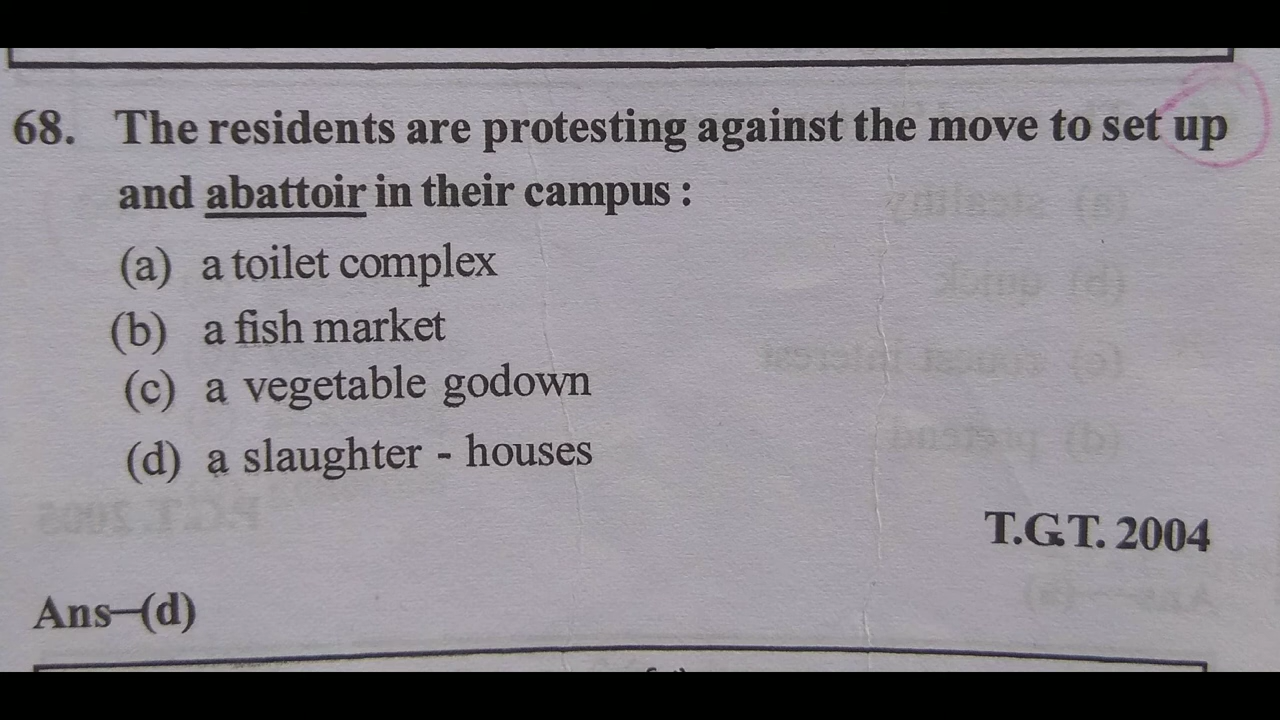 68. The residents are protesting against the move to set up
and abattoir in their campus :
(a) a toilet complex
(b) a fish market
(c) a vegetable godown
(d) a slaughter - houses
T.G.T. 2004
Ans—(d)